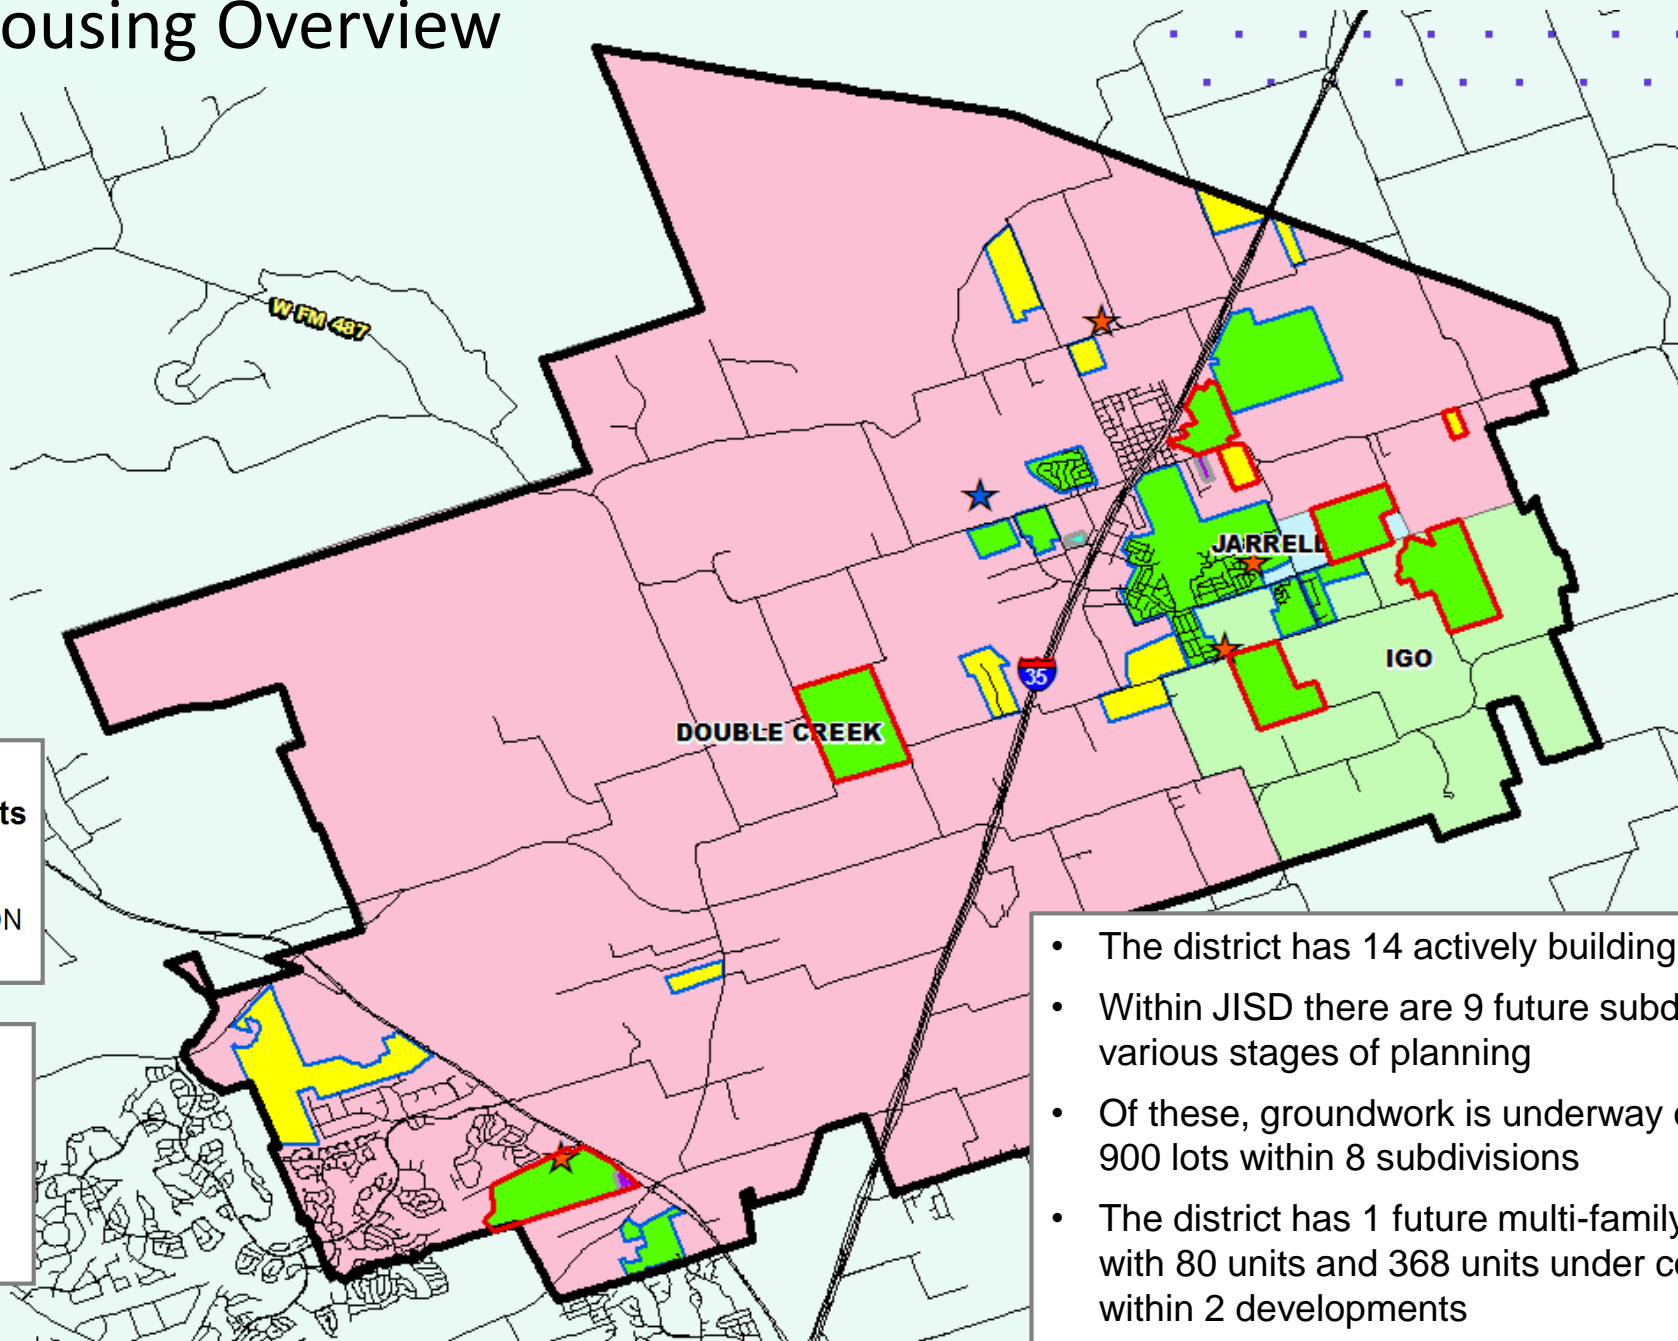 ousing Overview
W FM 487
JARRELL
IGO
35
DOUBLE CREEK
ts
ON
• The district has 14 actively building
• Within JISD there are 9 future subd
various stages of planning
• Of these, groundwork is underway
900 lots within 8 subdivisions
• The district has 1 future multi-family
with 80 units and 368 units under c
within 2 developments